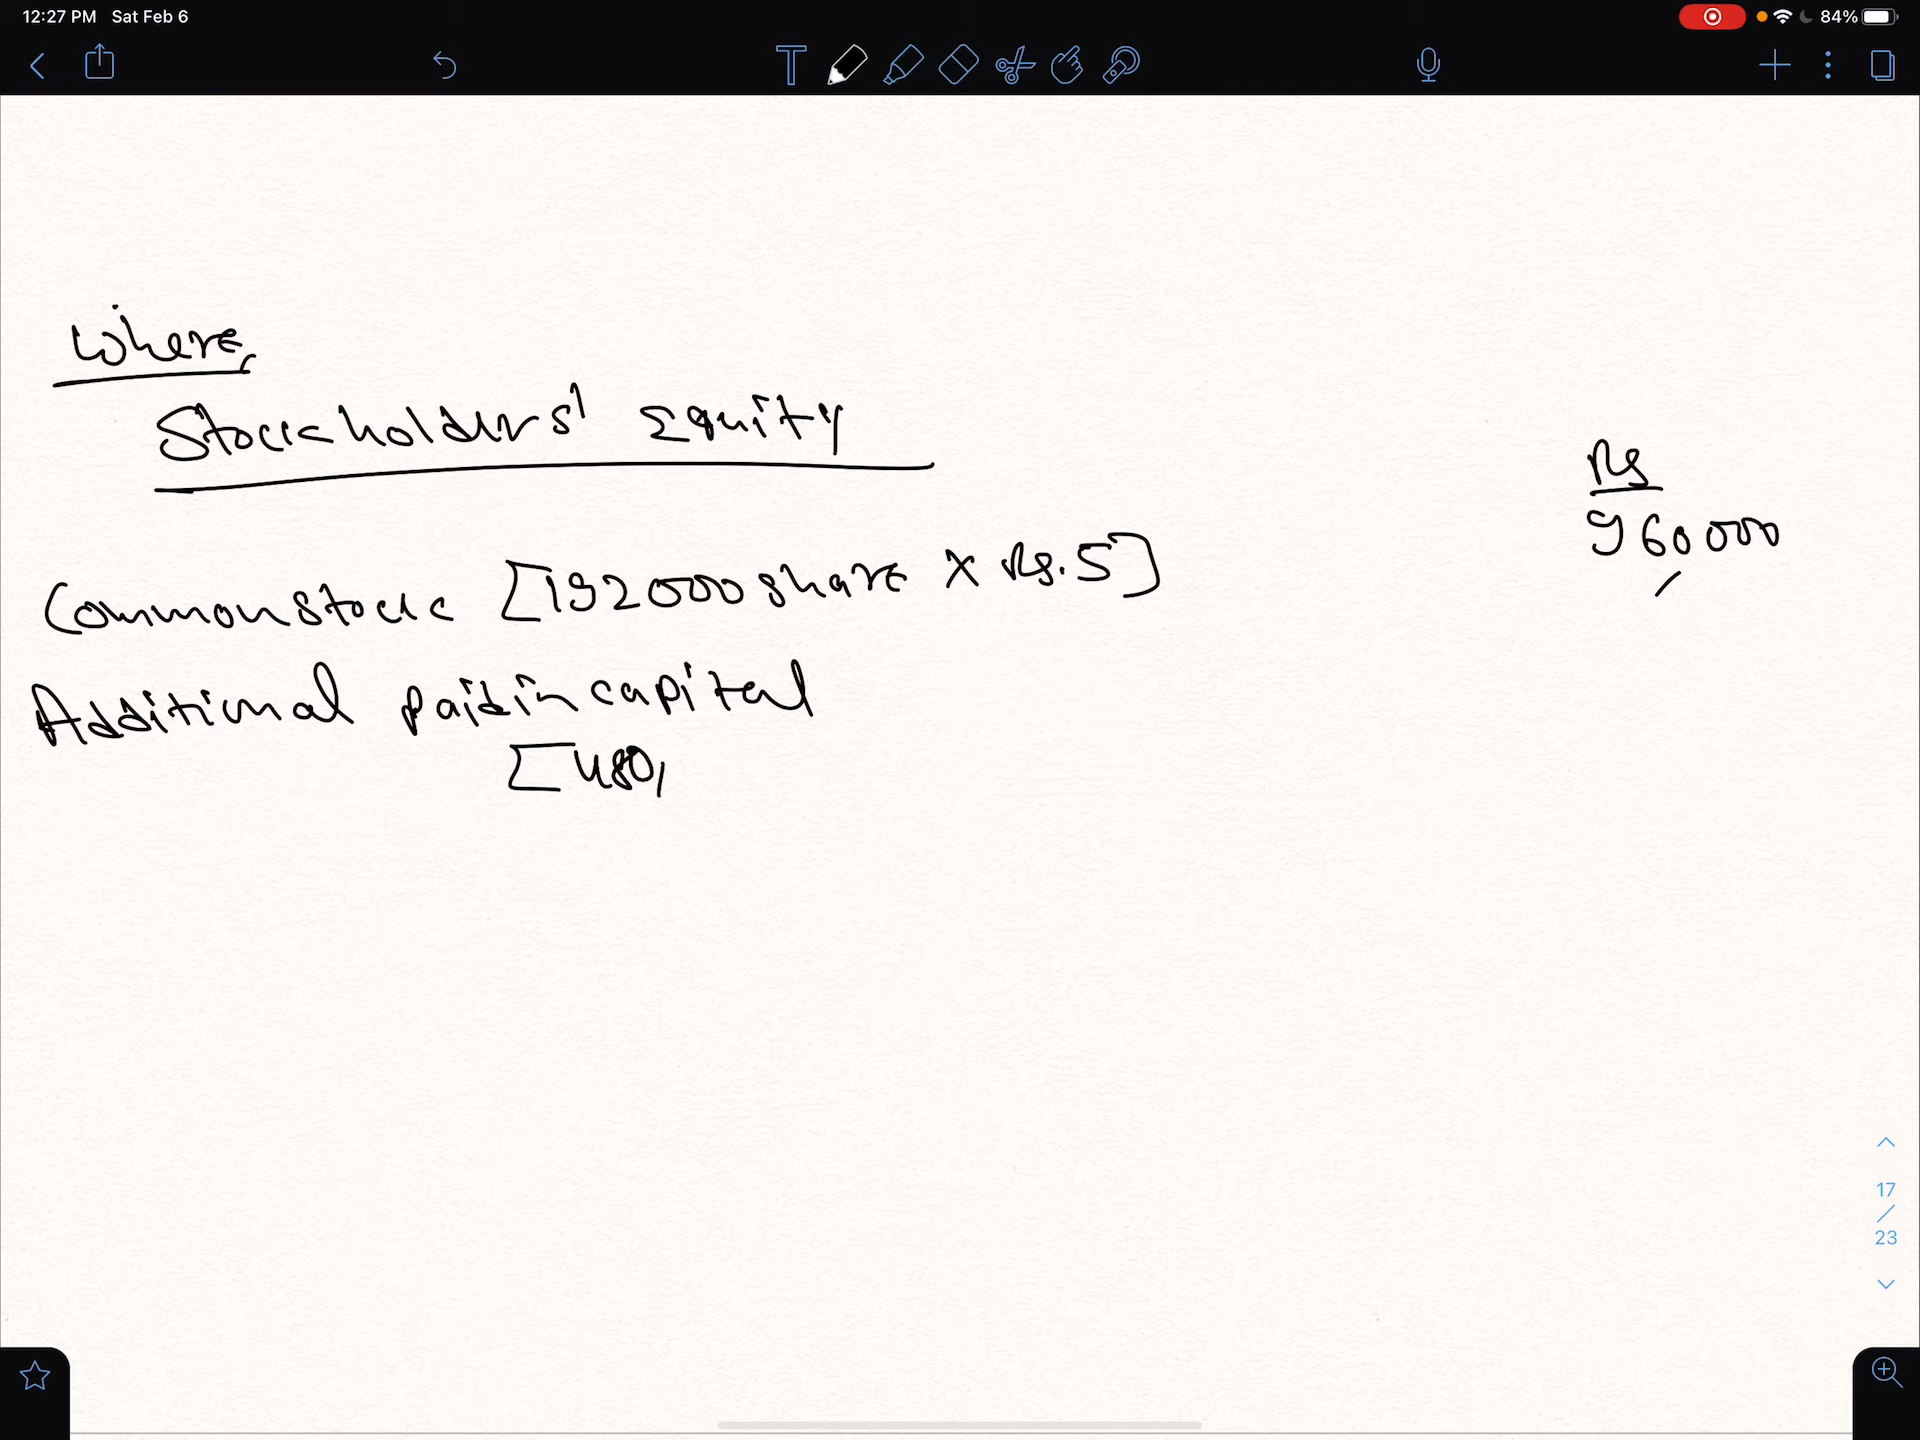 12:27 PM Sat Feb 6
84%
T
Where,
Stockholders' Equity
Rs
960000
Common stock [192000 share x Rs. 5]
Additional paid in capital
[480,
17
/
23